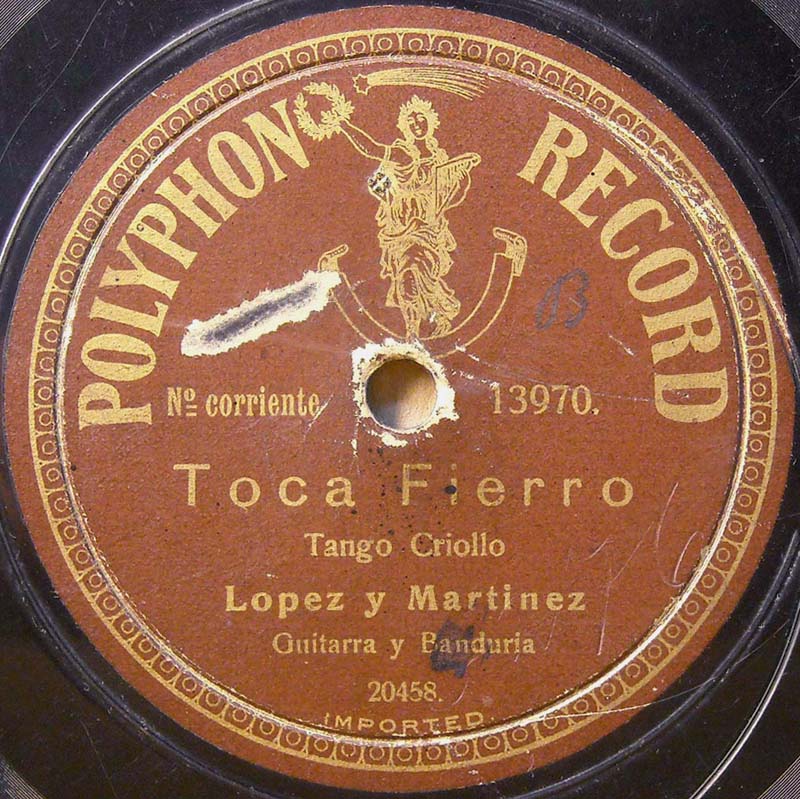 POLYPHON RECORD
B
Nº corriente 13970.
Toca Fierro
Tango Criollo
Lopez y Martinez
Guitarra y Banduria
20458.
IMPORTED